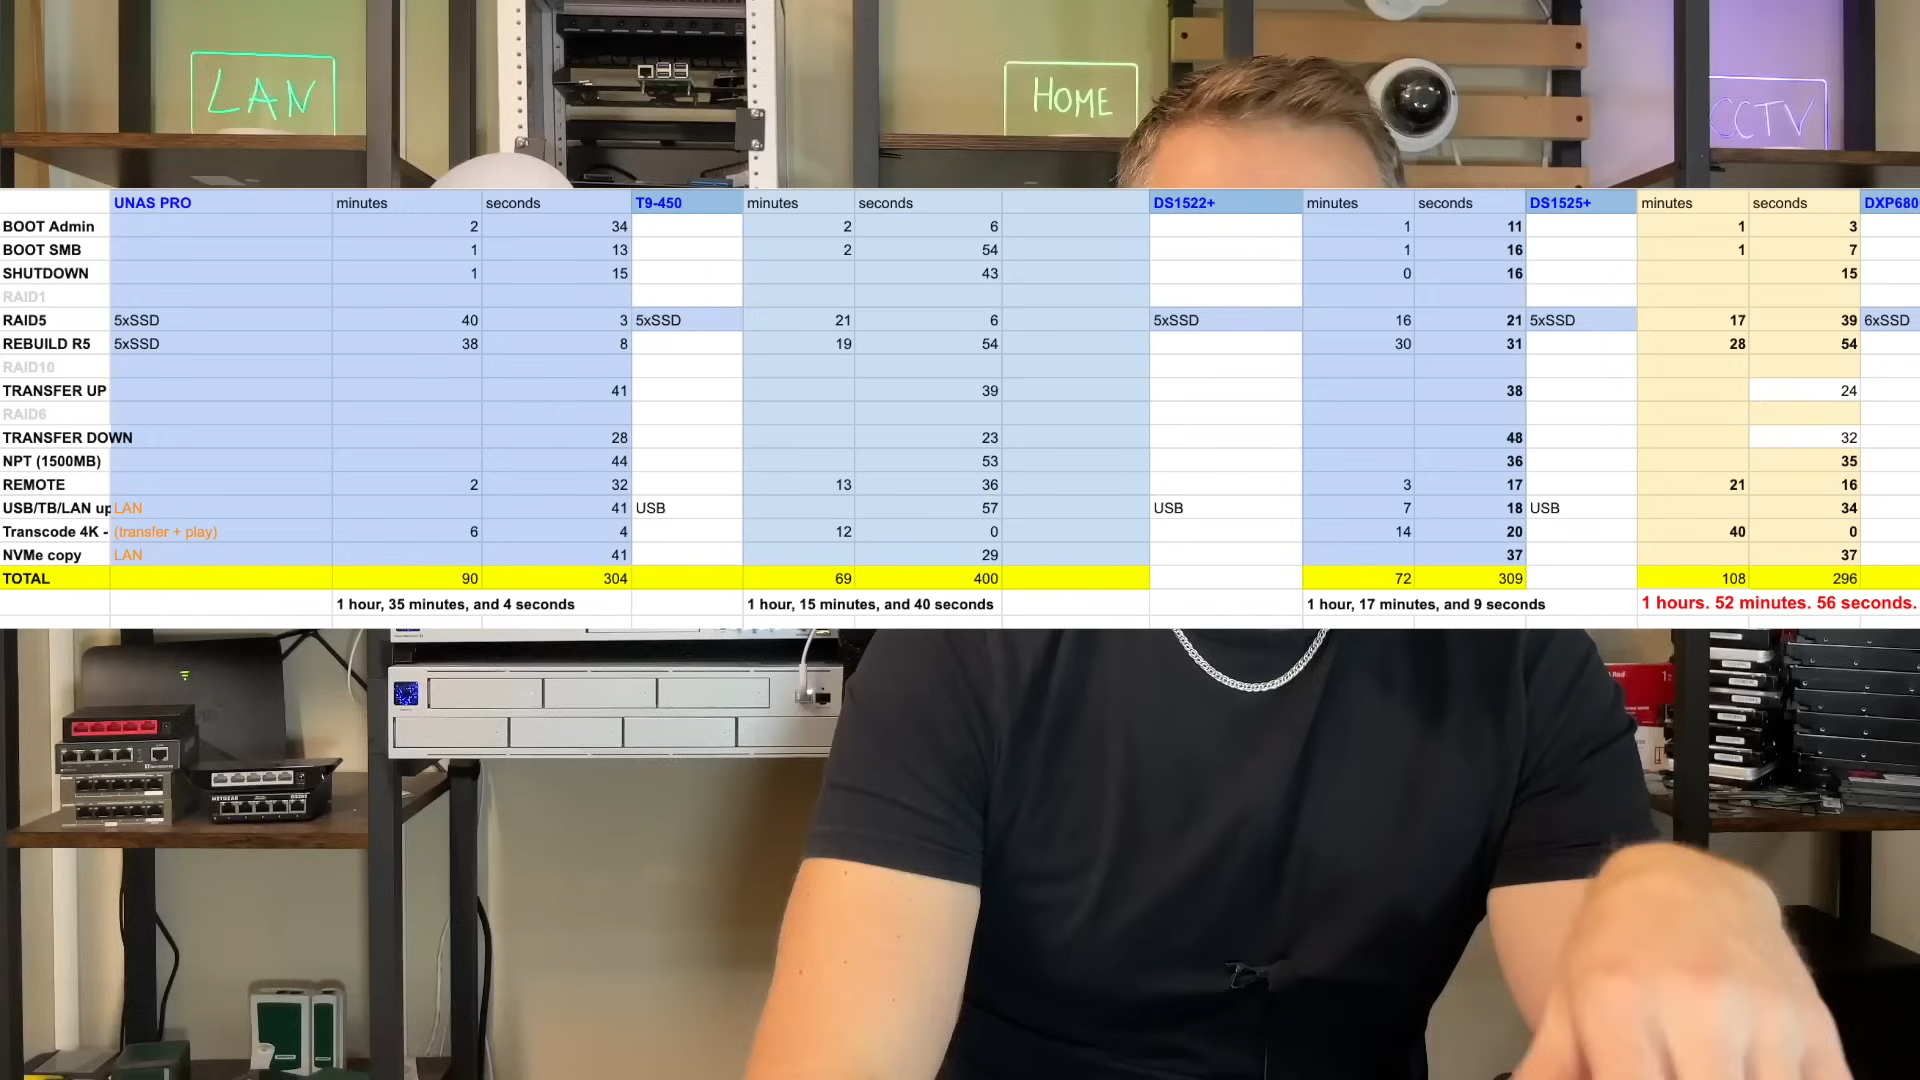 LAN
HOME
CCTV
UNAS PRO minutes seconds T9-450 minutes seconds DS1522+ minutes seconds DS1525+ minutes seconds DXP680
BOOT Admin 2 34 2 6 1 11 1 3
BOOT SMB 1 13 2 54 1 16 1 7
SHUTDOWN 1 15 43 0 16 15
RAID1
RAID5 5xSSD 40 3 5xSSD 21 6 5xSSD 16 21 5xSSD 17 39 6xSSD
REBUILD R5 5xSSD 38 8 19 54 30 31 28 54
RAID10
TRANSFER UP 41 39 38 24
RAID6
TRANSFER DOWN 28 23 48 32
NPT (1500MB) 44 53 36 35
REMOTE 2 32 13 36 3 17 21 16
USB/TB/LAN up LAN 41 USB 57 USB 7 18 USB 34
Transcode 4K - (transfer + play) 6 4 12 0 14 20 40 0
NVMe copy LAN 41 29 37 37
TOTAL 90 304 69 400 72 309 108 296
1 hour, 35 minutes, and 4 seconds 1 hour, 15 minutes, and 40 seconds 1 hour, 17 minutes, and 9 seconds 1 hours. 52 minutes. 56 seconds.
Red
NETGEAR